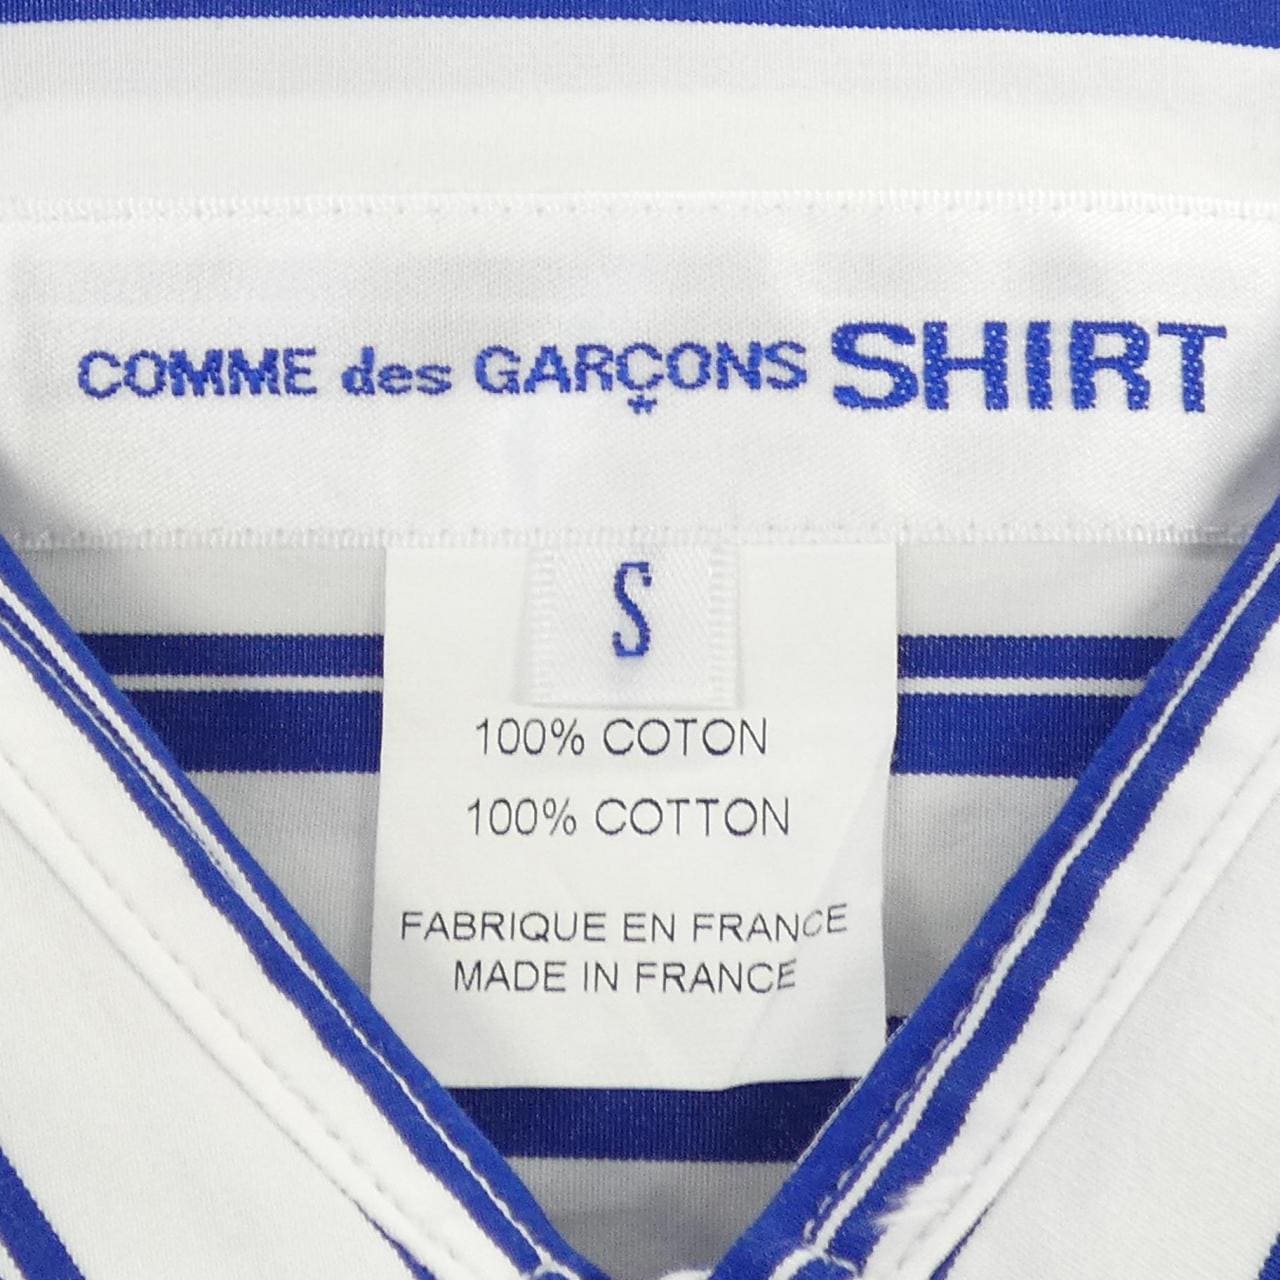 COMME des GARÇONS SHIRT
S
100% COTON
100% COTTON
FABRIQUE EN FRANCE
MADE IN FRANCE